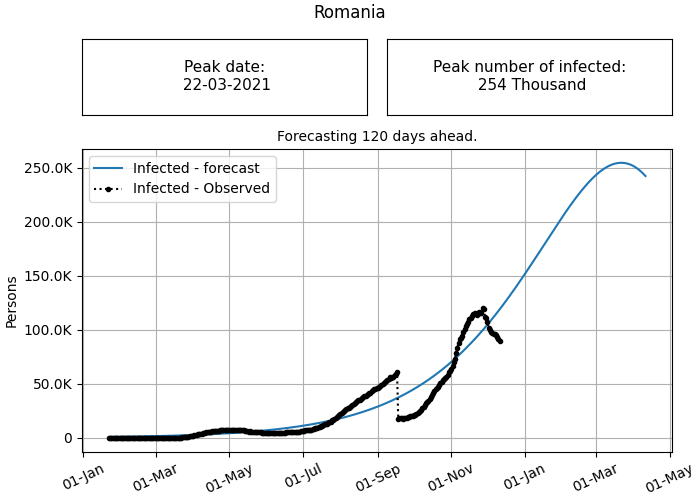 Romania
Peak date:
22-03-2021
Peak number of infected:
254 Thousand
Forecasting 120 days ahead.
Infected - forecast
Infected - Observed
Persons
250.0K
200.0K
150.0K
100.0K
50.0K
0
01-Jan
01-Mar
01-May
01-Jul
01-Sep
01-Nov
01-Jan
01-Mar
01-May